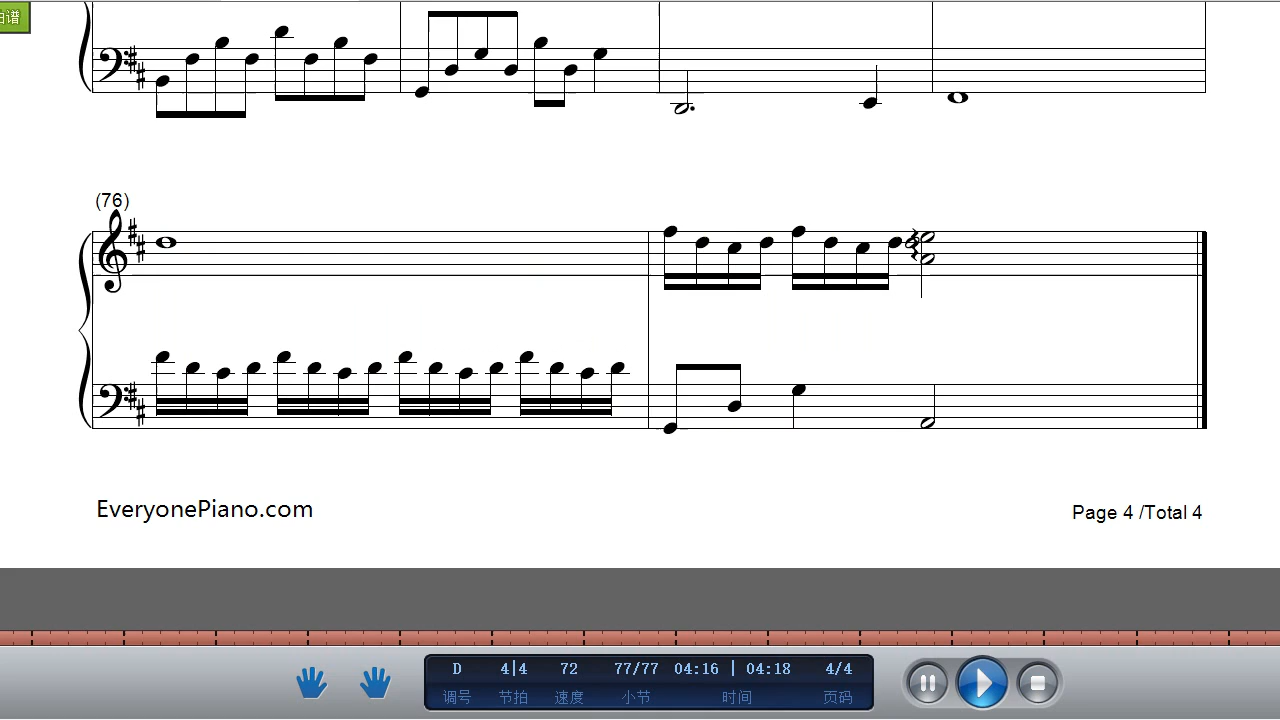 谱
(76)
EveryonePiano.com
Page 4 /Total 4
D 4|4 72 77/77 04:16 | 04:18 4/4
调号 节拍 速度 小节 时间 页码